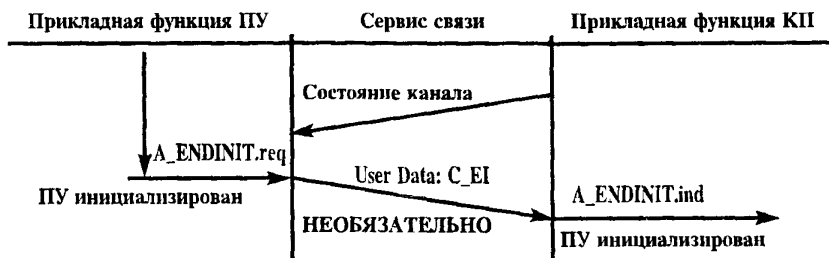 Прикладная функция ПУ
Сервис связи
Прикладная функция КП
Состояние канала
A_ENDINIT.req
User Data: C_EI
ПУ инициализирован
A_ENDINIT.ind
НЕОБЯЗАТЕЛЬНО
ПУ инициализирован